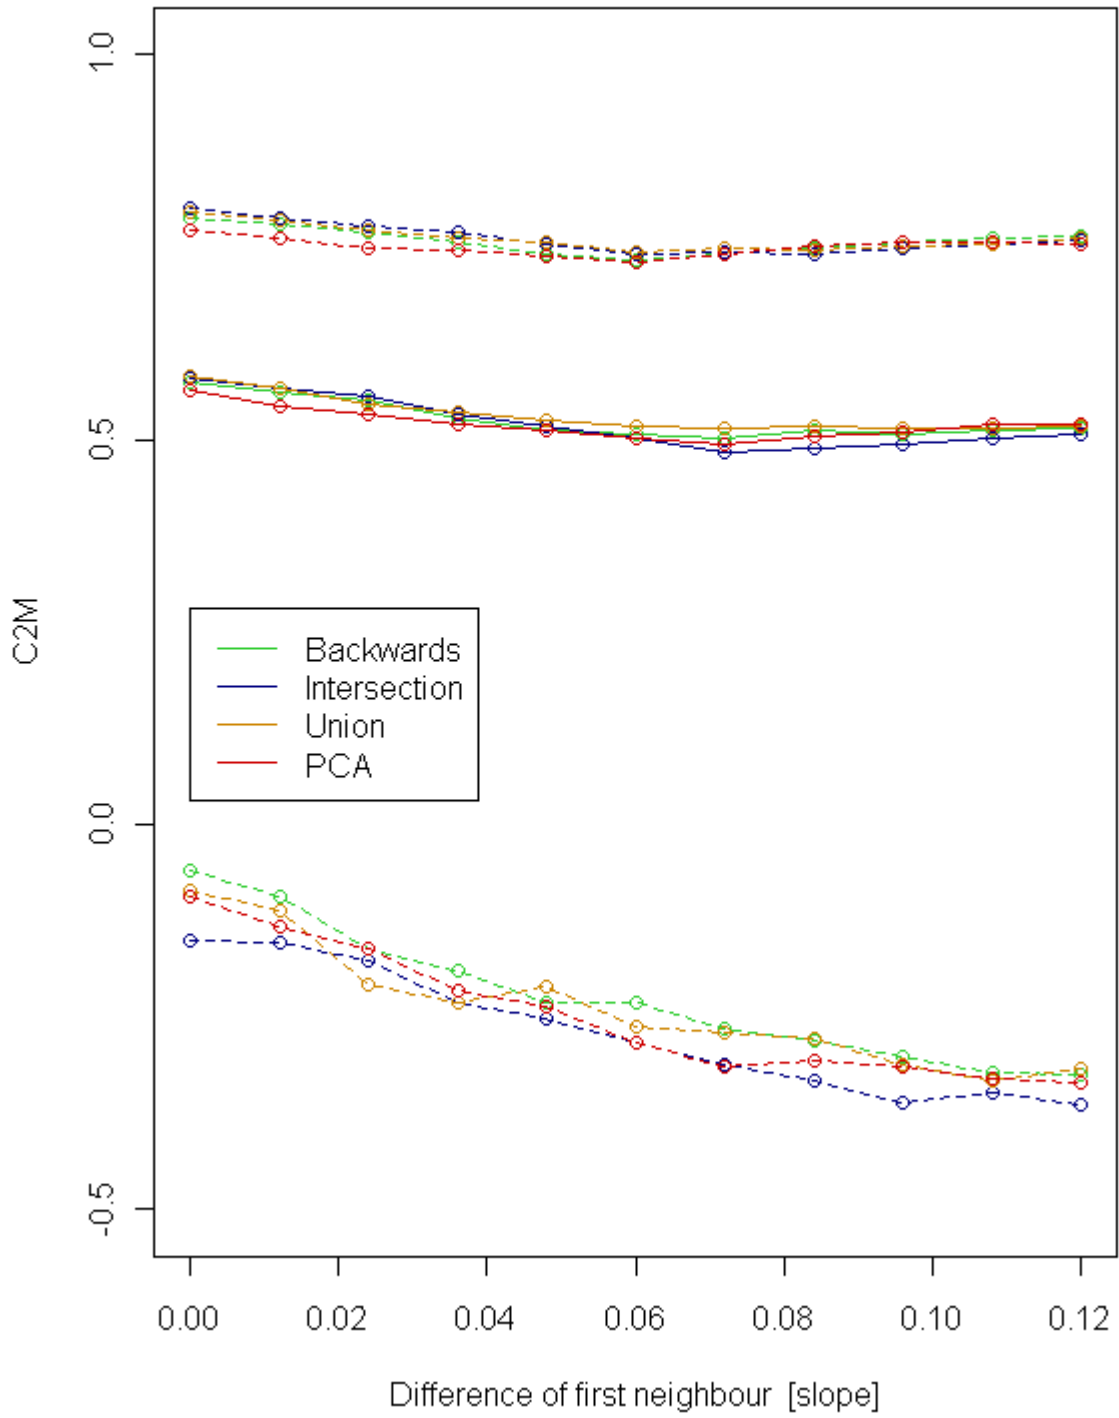 1.0
0.5
0.0
-0.5
C2M
Backwards
Intersection
Union
PCA
0.00 0.02 0.04 0.06 0.08 0.10 0.12
Difference of first neighbour [slope]